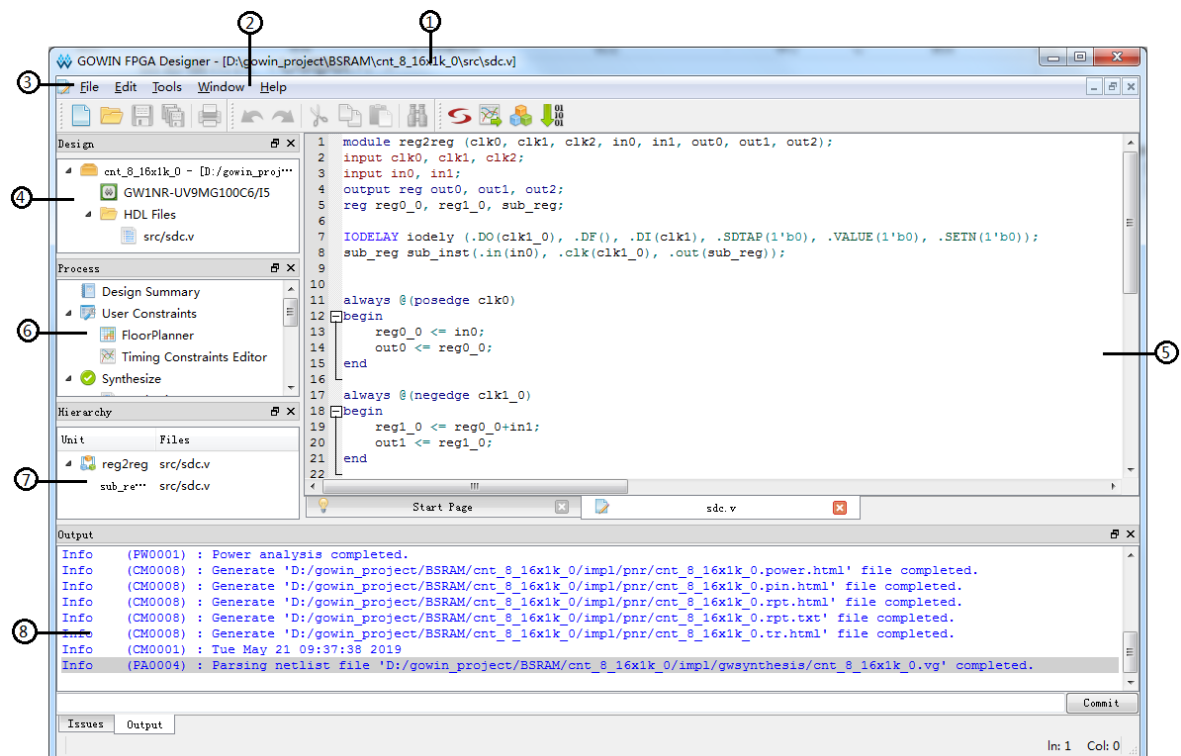 ② ①
GOWIN FPGA Designer - [D:\gowin_project\BSRAM\cnt_8_16x1k_0\src\sdc.v]
③ File Edit Tools Window Help
Design
cnt_8_16x1k_0 - [D:/gowin_proj...
④ GW1NR-UV9MG100C6/I5
HDL Files
src/sdc.v
Process
Design Summary
User Constraints
⑥ FloorPlanner
Timing Constraints Editor
Synthesize
Hierarchy
Unit Files
reg2reg src/sdc.v
⑦ sub_re... src/sdc.v
1 module reg2reg (clk0, clk1, clk2, in0, in1, out0, out1, out2);
2 input clk0, clk1, clk2;
3 input in0, in1;
4 output reg out0, out1, out2;
5 reg reg0_0, reg1_0, sub_reg;
6
7 IODELAY iodely (.DO(clk1_0), .DF(), .DI(clk1), .SDTAP(1'b0), .VALUE(1'b0), .SETN(1'b0));
8 sub_reg sub_inst(.in(in0), .clk(clk1_0), .out(sub_reg));
9
10
11 always @(posedge clk0)
12 begin
13 reg0_0 <= in0;
14 out0 <= reg0_0;
15 end
16
17 always @(negedge clk1_0)
18 begin
19 reg1_0 <= reg0_0+in1;
20 out1 <= reg1_0;
21 end
22
⑤
Start Page sdc.v
Output
Info (PW0001) : Power analysis completed.
Info (CM0008) : Generate 'D:/gowin_project/BSRAM/cnt_8_16x1k_0/impl/pnr/cnt_8_16x1k_0.power.html' file completed.
Info (CM0008) : Generate 'D:/gowin_project/BSRAM/cnt_8_16x1k_0/impl/pnr/cnt_8_16x1k_0.pin.html' file completed.
Info (CM0008) : Generate 'D:/gowin_project/BSRAM/cnt_8_16x1k_0/impl/pnr/cnt_8_16x1k_0.rpt.html' file completed.
Info (CM0008) : Generate 'D:/gowin_project/BSRAM/cnt_8_16x1k_0/impl/pnr/cnt_8_16x1k_0.rpt.txt' file completed.
⑧ Info (CM0008) : Generate 'D:/gowin_project/BSRAM/cnt_8_16x1k_0/impl/pnr/cnt_8_16x1k_0.tr.html' file completed.
Info (CM0001) : Tue May 21 09:37:38 2019
Info (PA0004) : Parsing netlist file 'D:/gowin_project/BSRAM/cnt_8_16x1k_0/impl/gwsynthesis/cnt_8_16x1k_0.vg' completed.
Commit
Issues Output
ln: 1 Col: 0